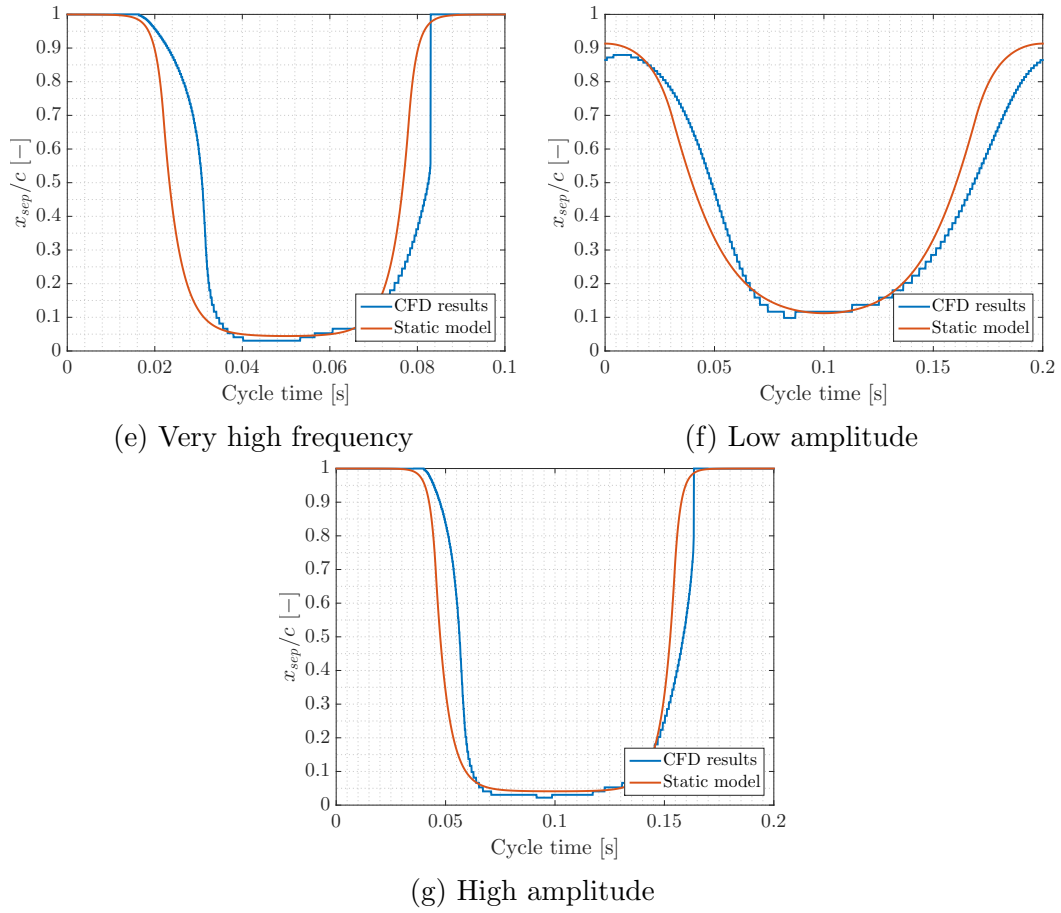 1
0.9
0.8
0.7
0.6
0.5
0.4
0.3
0.2
0.1
0
x_{sep}/c [−]
CFD results
Static model
0 0.02 0.04 0.06 0.08 0.1
Cycle time [s]
(e) Very high frequency
1
0.9
0.8
0.7
0.6
0.5
0.4
0.3
0.2
0.1
0
x_{sep}/c [−]
CFD results
Static model
0 0.05 0.1 0.15 0.2
Cycle time [s]
(f) Low amplitude
1
0.9
0.8
0.7
0.6
0.5
0.4
0.3
0.2
0.1
0
x_{sep}/c [−]
CFD results
Static model
0 0.05 0.1 0.15 0.2
Cycle time [s]
(g) High amplitude